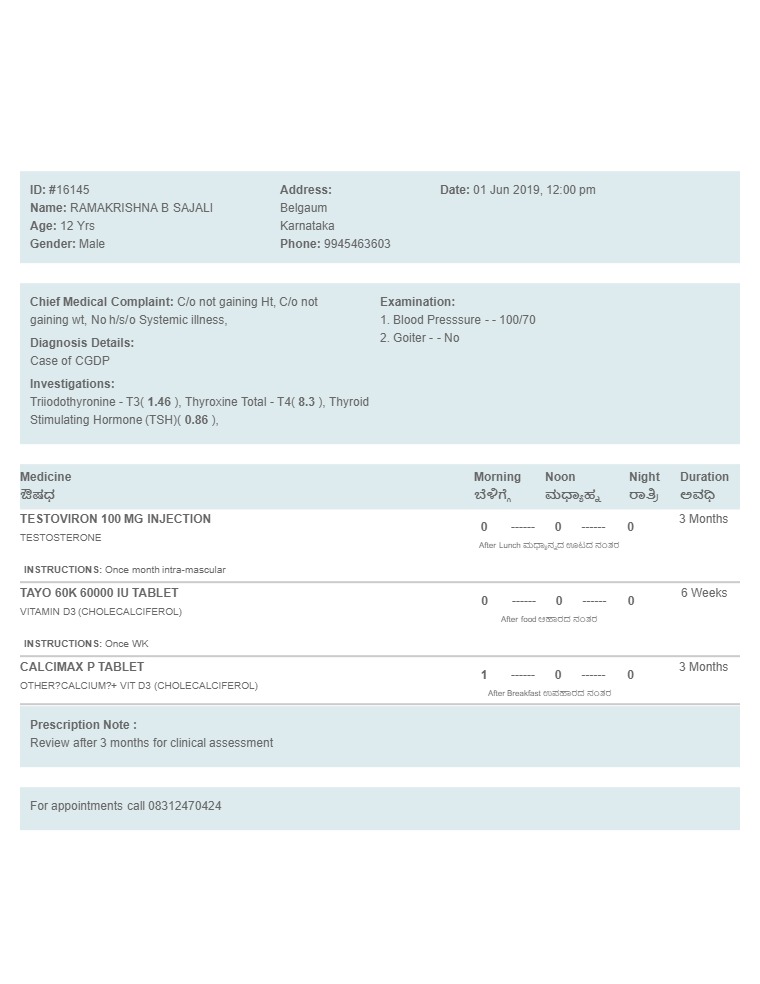 ID: #16145
Name: RAMAKRISHNA B SAJALI
Age: 12 Yrs
Gender: Male
Address:
Belgaum
Karnataka
Phone: 9945463603
Date: 01 Jun 2019, 12:00 pm
Chief Medical Complaint: C/o not gaining Ht, C/o not
gaining wt, No h/s/o Systemic illness,
Diagnosis Details:
Case of CGDP
Investigations:
Triiodothyronine - T3( 1.46 ), Thyroxine Total - T4( 8.3 ), Thyroid
Stimulating Hormone (TSH)( 0.86 ),
Examination:
1. Blood Presssure - - 100/70
2. Goiter - - No
Medicine Morning Noon Night Duration
ಔಷಧ ಬೆಳಿಗ್ಗೆ ಮಧ್ಯಾಹ್ನ ರಾತ್ರಿ ಅವಧಿ
TESTOVIRON 100 MG INJECTION 0 ------ 0 ------ 0 3 Months
TESTOSTERONE
After Lunch ಮಧ್ಯಾನ್ಹದ ಊಟದ ನಂತರ
INSTRUCTIONS: Once month intra-mascular
TAYO 60K 60000 IU TABLET 0 ------ 0 ------ 0 6 Weeks
VITAMIN D3 (CHOLECALCIFEROL)
After food ಆಹಾರದ ನಂತರ
INSTRUCTIONS: Once WK
CALCIMAX P TABLET 1 ------ 0 ------ 0 3 Months
OTHER?CALCIUM?+ VIT D3 (CHOLECALCIFEROL)
After Breakfast ಉಪಹಾರದ ನಂತರ
Prescription Note :
Review after 3 months for clinical assessment
For appointments call 08312470424